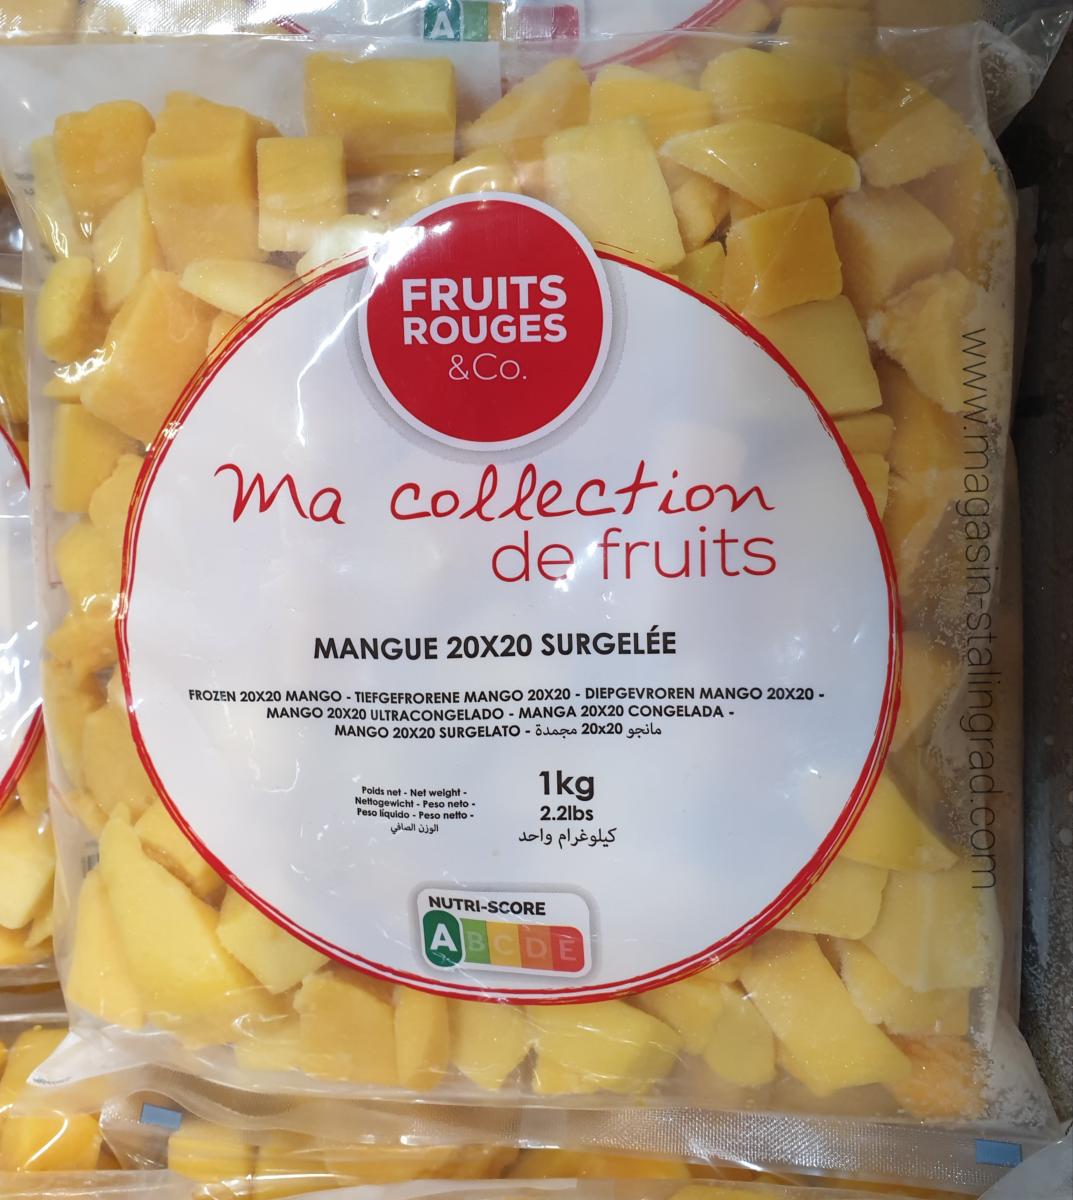 A
FRUITS
ROUGES
&Co.
Ma collection
de fruits
MANGUE 20X20 SURGELÉE
FROZEN 20X20 MANGO - TIEFGEFRORENE MANGO 20X20 - DIEPGEVROREN MANGO 20X20 -
MANGO 20X20 ULTRACONGELADO - MANGA 20X20 CONGELADA -
MANGO 20X20 SURGELATO - مانجو 20x20 مجمدة
Poids net - Net weight -
Nettogewicht - Peso neto -
Peso líquido - Peso netto -
الوزن الصافي
1kg
2.2lbs
كيلوغرام واحد
NUTRI-SCORE
A B C D E
www.magasin-stalingrad.com